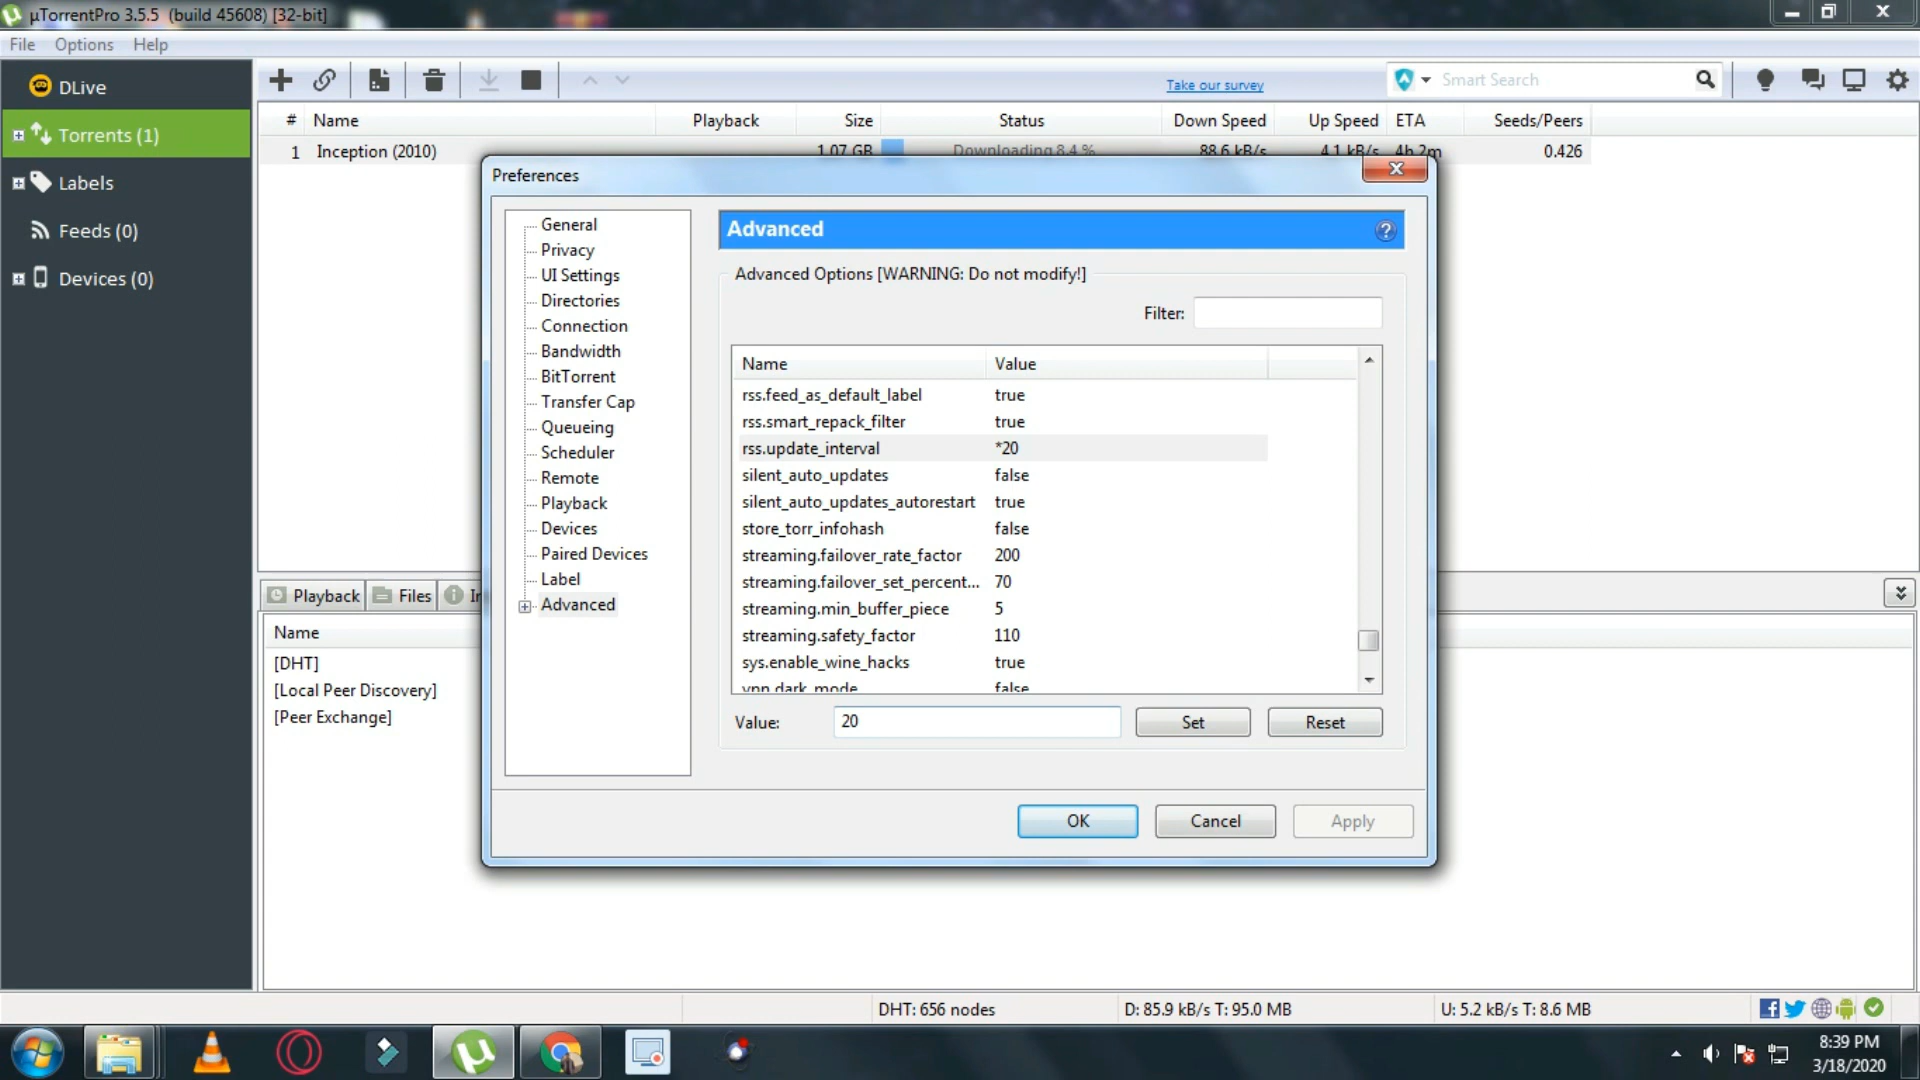 µTorrentPro 3.5.5 (build 45608) [32-bit]
File Options Help
DLive
Torrents (1)
Labels
Feeds (0)
Devices (0)
Take our survey
Smart Search
# Name Playback Size Status Down Speed Up Speed ETA Seeds/Peers
1 Inception (2010) 1.07 GB Downloading 8.4 % 88.6 kB/s 4.1 kB/s 4h 2m 0.426
Preferences
General
Privacy
UI Settings
Directories
Connection
Bandwidth
BitTorrent
Transfer Cap
Queueing
Scheduler
Remote
Playback
Devices
Paired Devices
Label
Advanced
Advanced
Advanced Options [WARNING: Do not modify!]
Filter:
Name Value
rss.feed_as_default_label true
rss.smart_repack_filter true
rss.update_interval *20
silent_auto_updates false
silent_auto_updates_autorestart true
store_torr_infohash false
streaming.failover_rate_factor 200
streaming.failover_set_percent... 70
streaming.min_buffer_piece 5
streaming.safety_factor 110
sys.enable_wine_hacks true
vpn.dark_mode false
Value: 20 Set Reset
OK Cancel Apply
Playback Files
Name
[DHT]
[Local Peer Discovery]
[Peer Exchange]
DHT: 656 nodes D: 85.9 kB/s T: 95.0 MB U: 5.2 kB/s T: 8.6 MB
8:39 PM
3/18/2020